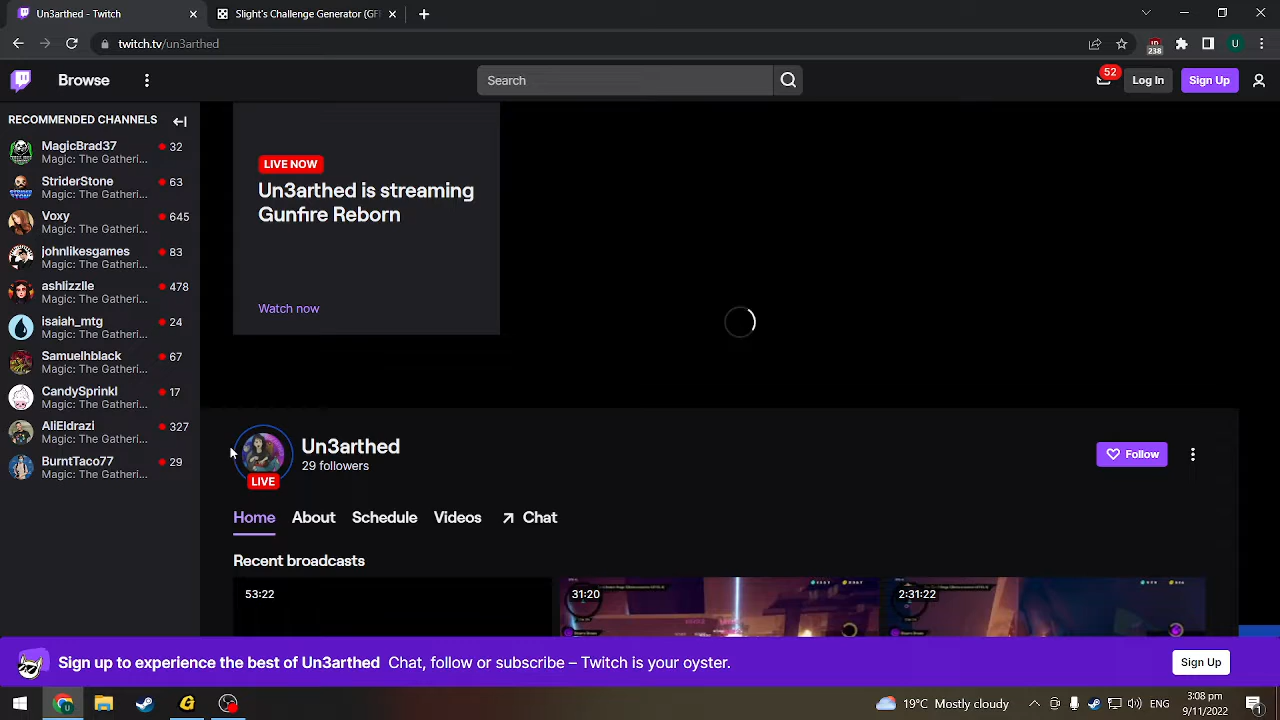 Un3arthed - Twitch
Slight's Challenge Generator (GF
twitch.tv/un3arthed
238
U
Browse
Search
52
Log In
Sign Up
RECOMMENDED CHANNELS
MagicBrad37
32
Magic: The Gatheri...
StriderStone
63
Magic: The Gatheri...
Voxy
645
Magic: The Gatheri...
johnlikesgames
83
Magic: The Gatheri...
ashlizzlle
478
Magic: The Gatheri...
isaiah_mtg
24
Magic: The Gatheri...
Samuelhblack
67
Magic: The Gatheri...
CandySprinkl
17
Magic: The Gatheri...
AliEldrazi
327
Magic: The Gatheri...
BurntTaco77
29
Magic: The Gatheri...
LIVE NOW
Un3arthed is streaming
Gunfire Reborn
Watch now
Un3arthed
29 followers
LIVE
Follow
Home
About
Schedule
Videos
Chat
Recent broadcasts
53:22
31:20
2:31:22
Sign up to experience the best of Un3arthed
Chat, follow or subscribe – Twitch is your oyster.
Sign Up
19°C Mostly cloudy
3:08 pm
9/11/2022